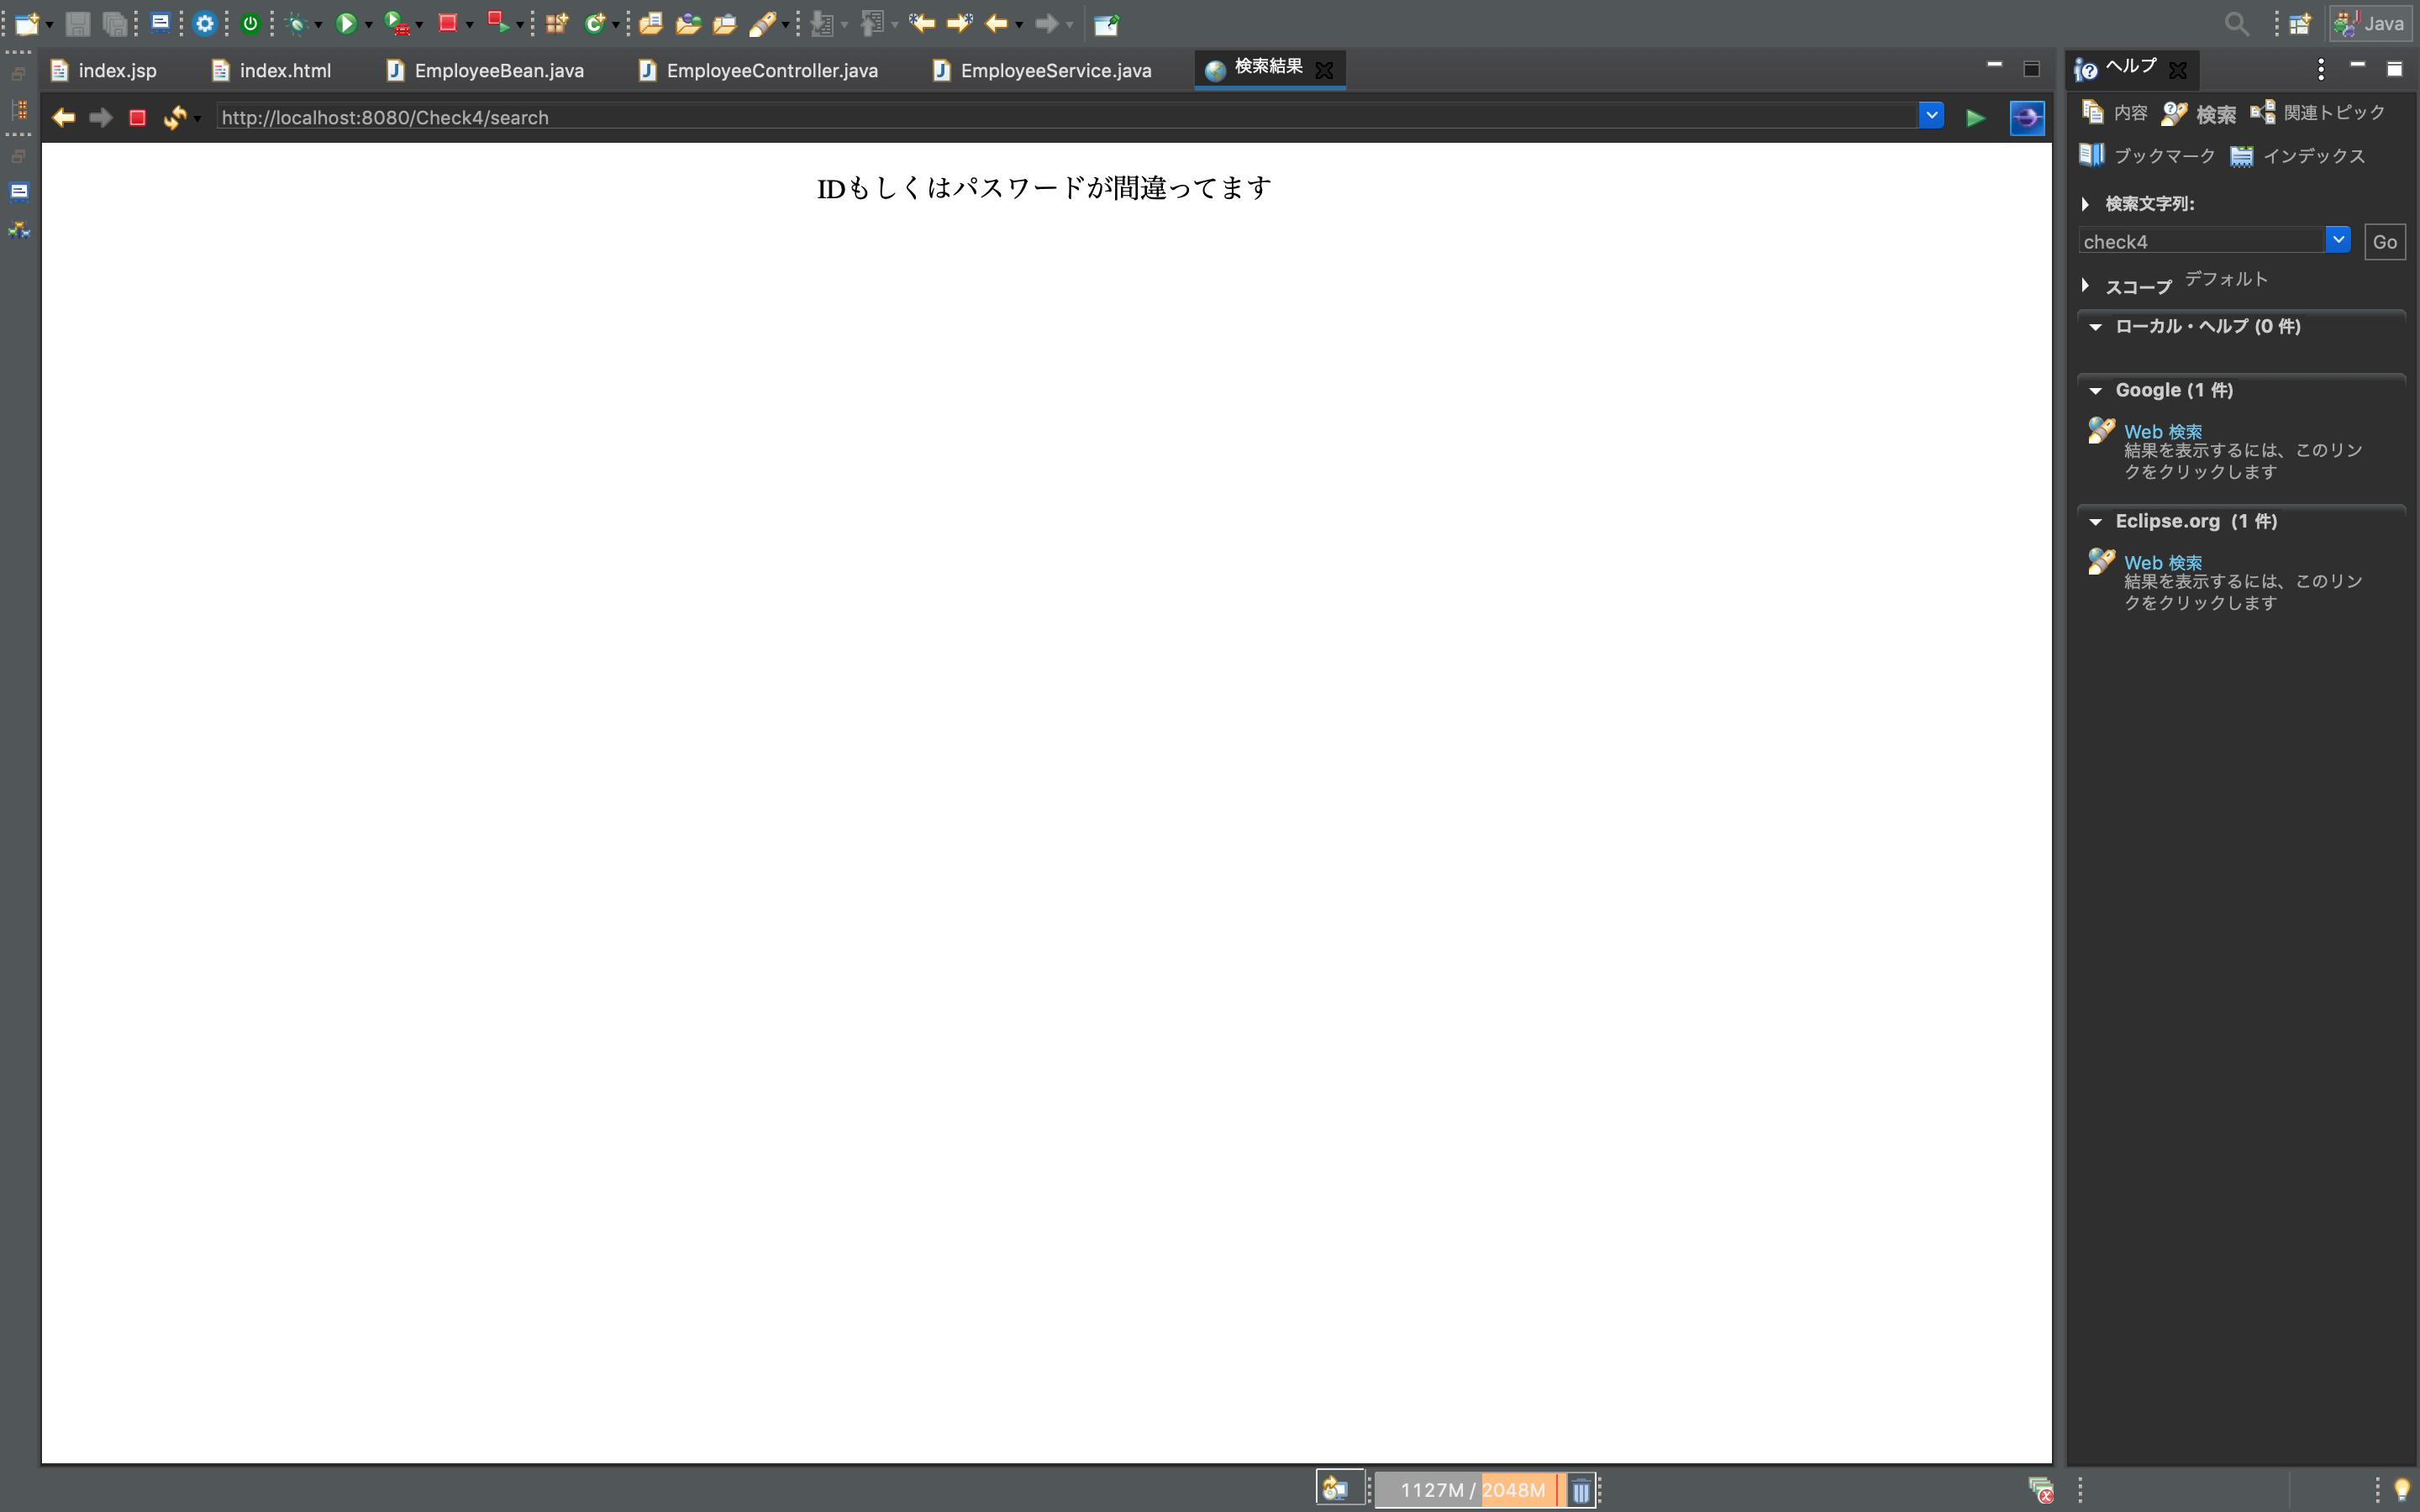 Java
index.jsp
index.html
EmployeeBean.java
EmployeeController.java
EmployeeService.java
検索結果
ヘルプ
http://localhost:8080/Check4/search
内容
検索
関連トピック
ブックマーク
インデックス
IDもしくはパスワードが間違ってます
検索文字列:
check4
Go
スコープ
デフォルト
ローカル・ヘルプ (0 件)
Google (1 件)
Web 検索
結果を表示するには、このリン
クをクリックします
Eclipse.org (1 件)
Web 検索
結果を表示するには、このリン
クをクリックします
1127M / 2048M